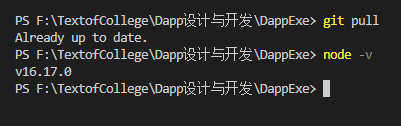 PS F:\TextofCollege\Dapp设计与开发\DappExe> git pull
Already up to date.
PS F:\TextofCollege\Dapp设计与开发\DappExe> node -v
v16.17.0
PS F:\TextofCollege\Dapp设计与开发\DappExe>